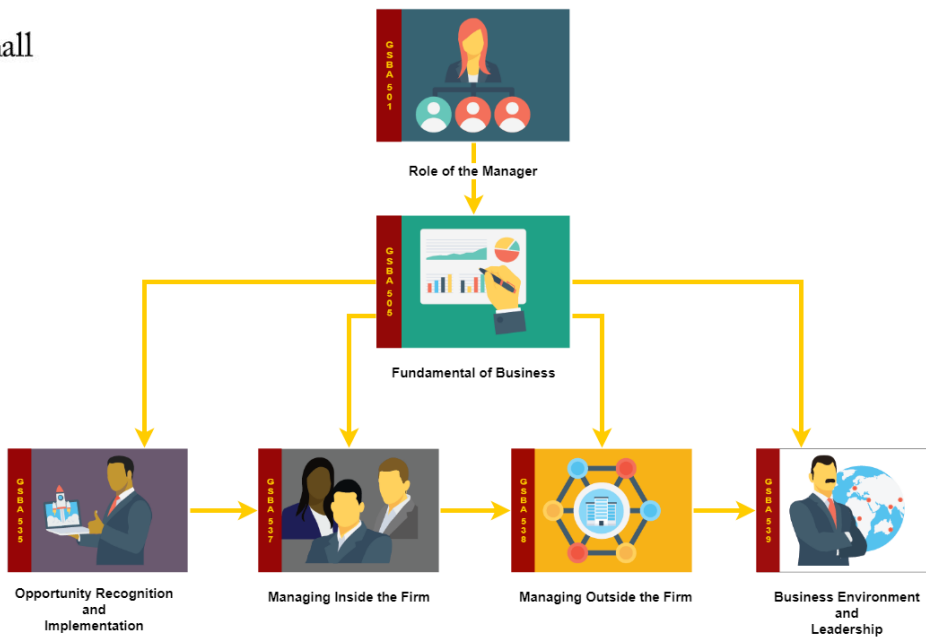 GSBA 501
Role of the Manager
GSBA 505
Fundamental of Business
GSBA 535
GSBA 537
GSBA 538
GSBA 539
Opportunity Recognition
and
Implementation
Managing Inside the Firm
Managing Outside the Firm
Business Environment
and
Leadership